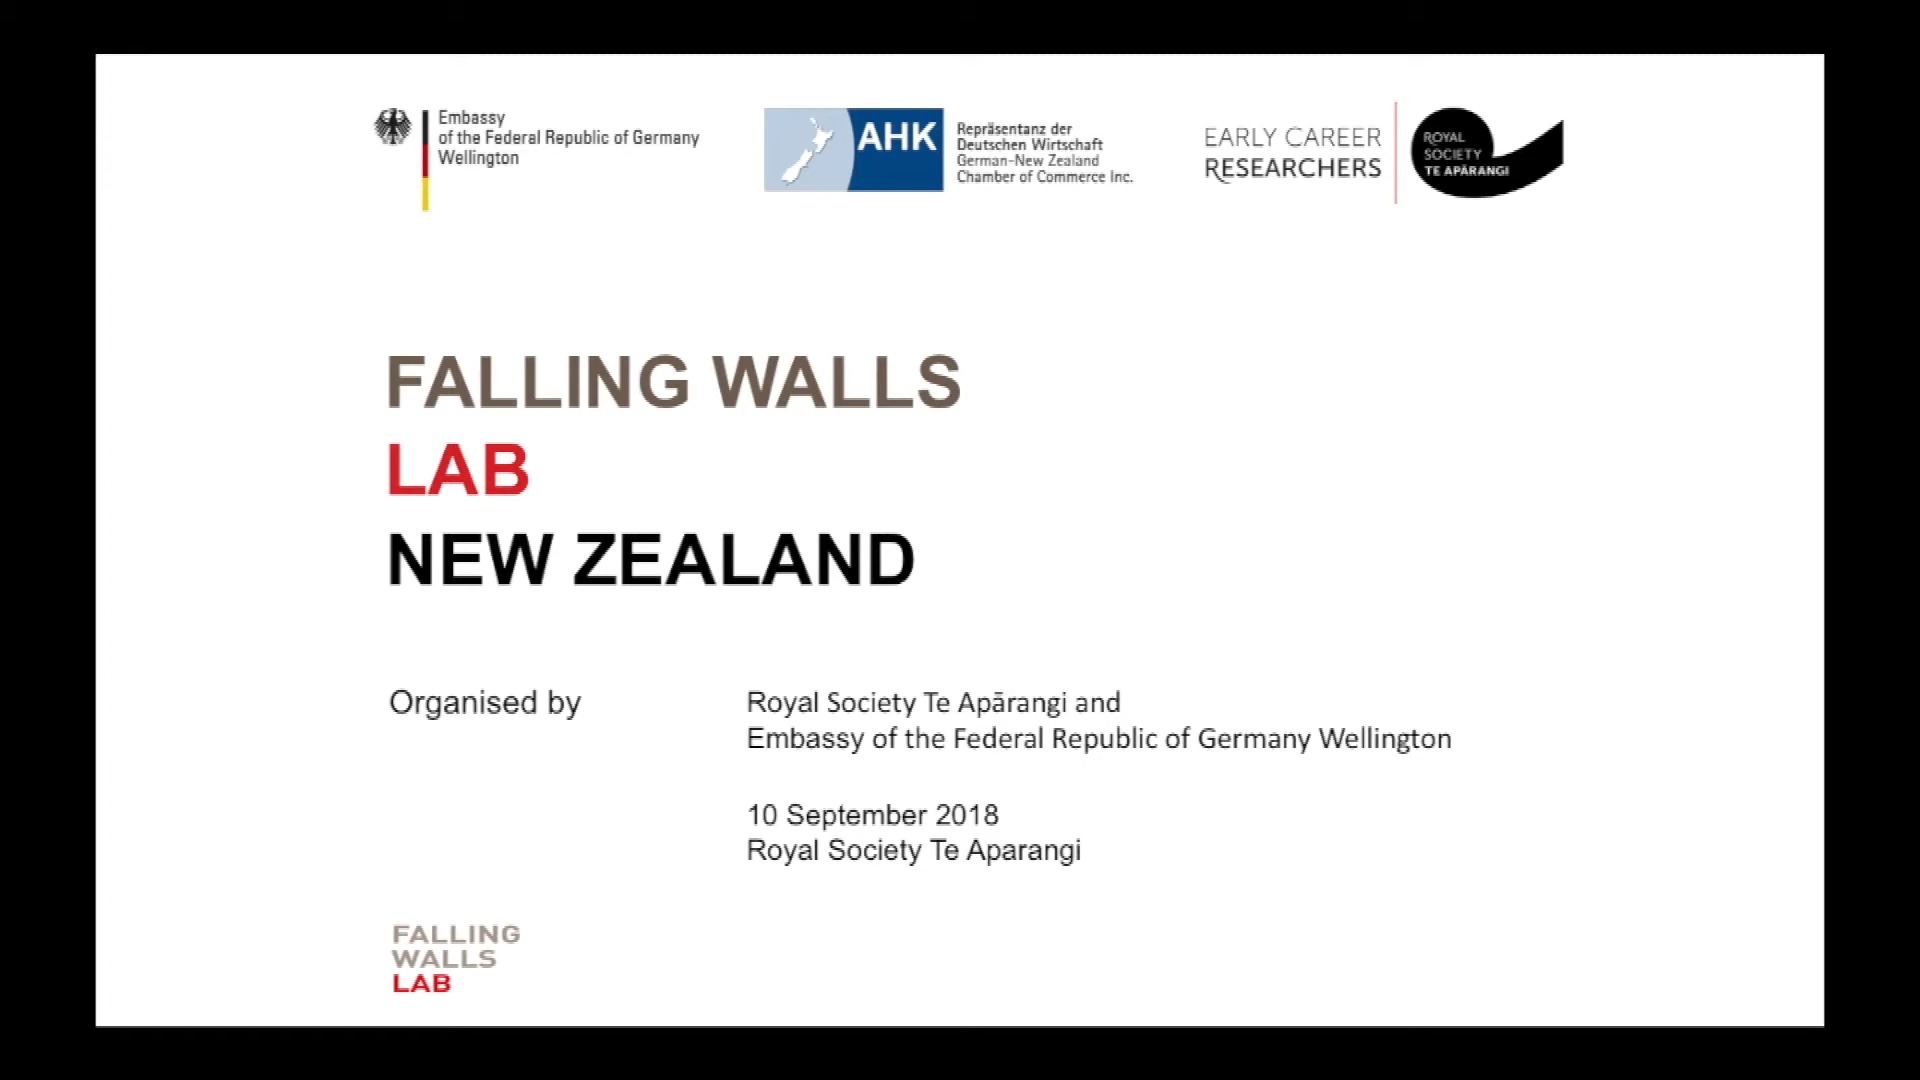 Embassy
of the Federal Republic of Germany
Wellington
AHK
Repräsentanz der
Deutschen Wirtschaft
German-New Zealand
Chamber of Commerce Inc.
EARLY CAREER
RESEARCHERS
ROYAL
SOCIETY
TE APĀRANGI
FALLING WALLS
LAB
NEW ZEALAND
Organised by
Royal Society Te Apārangi and
Embassy of the Federal Republic of Germany Wellington
10 September 2018
Royal Society Te Aparangi
FALLING
WALLS
LAB